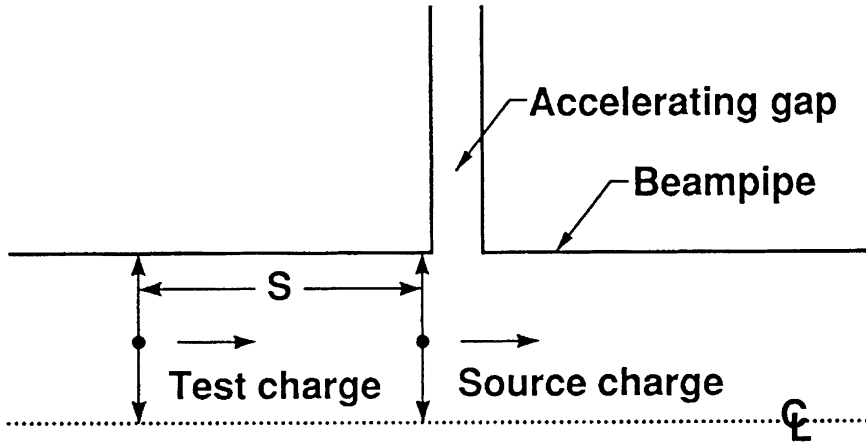 Accelerating gap
Beampipe
S
Test charge
Source charge
℄